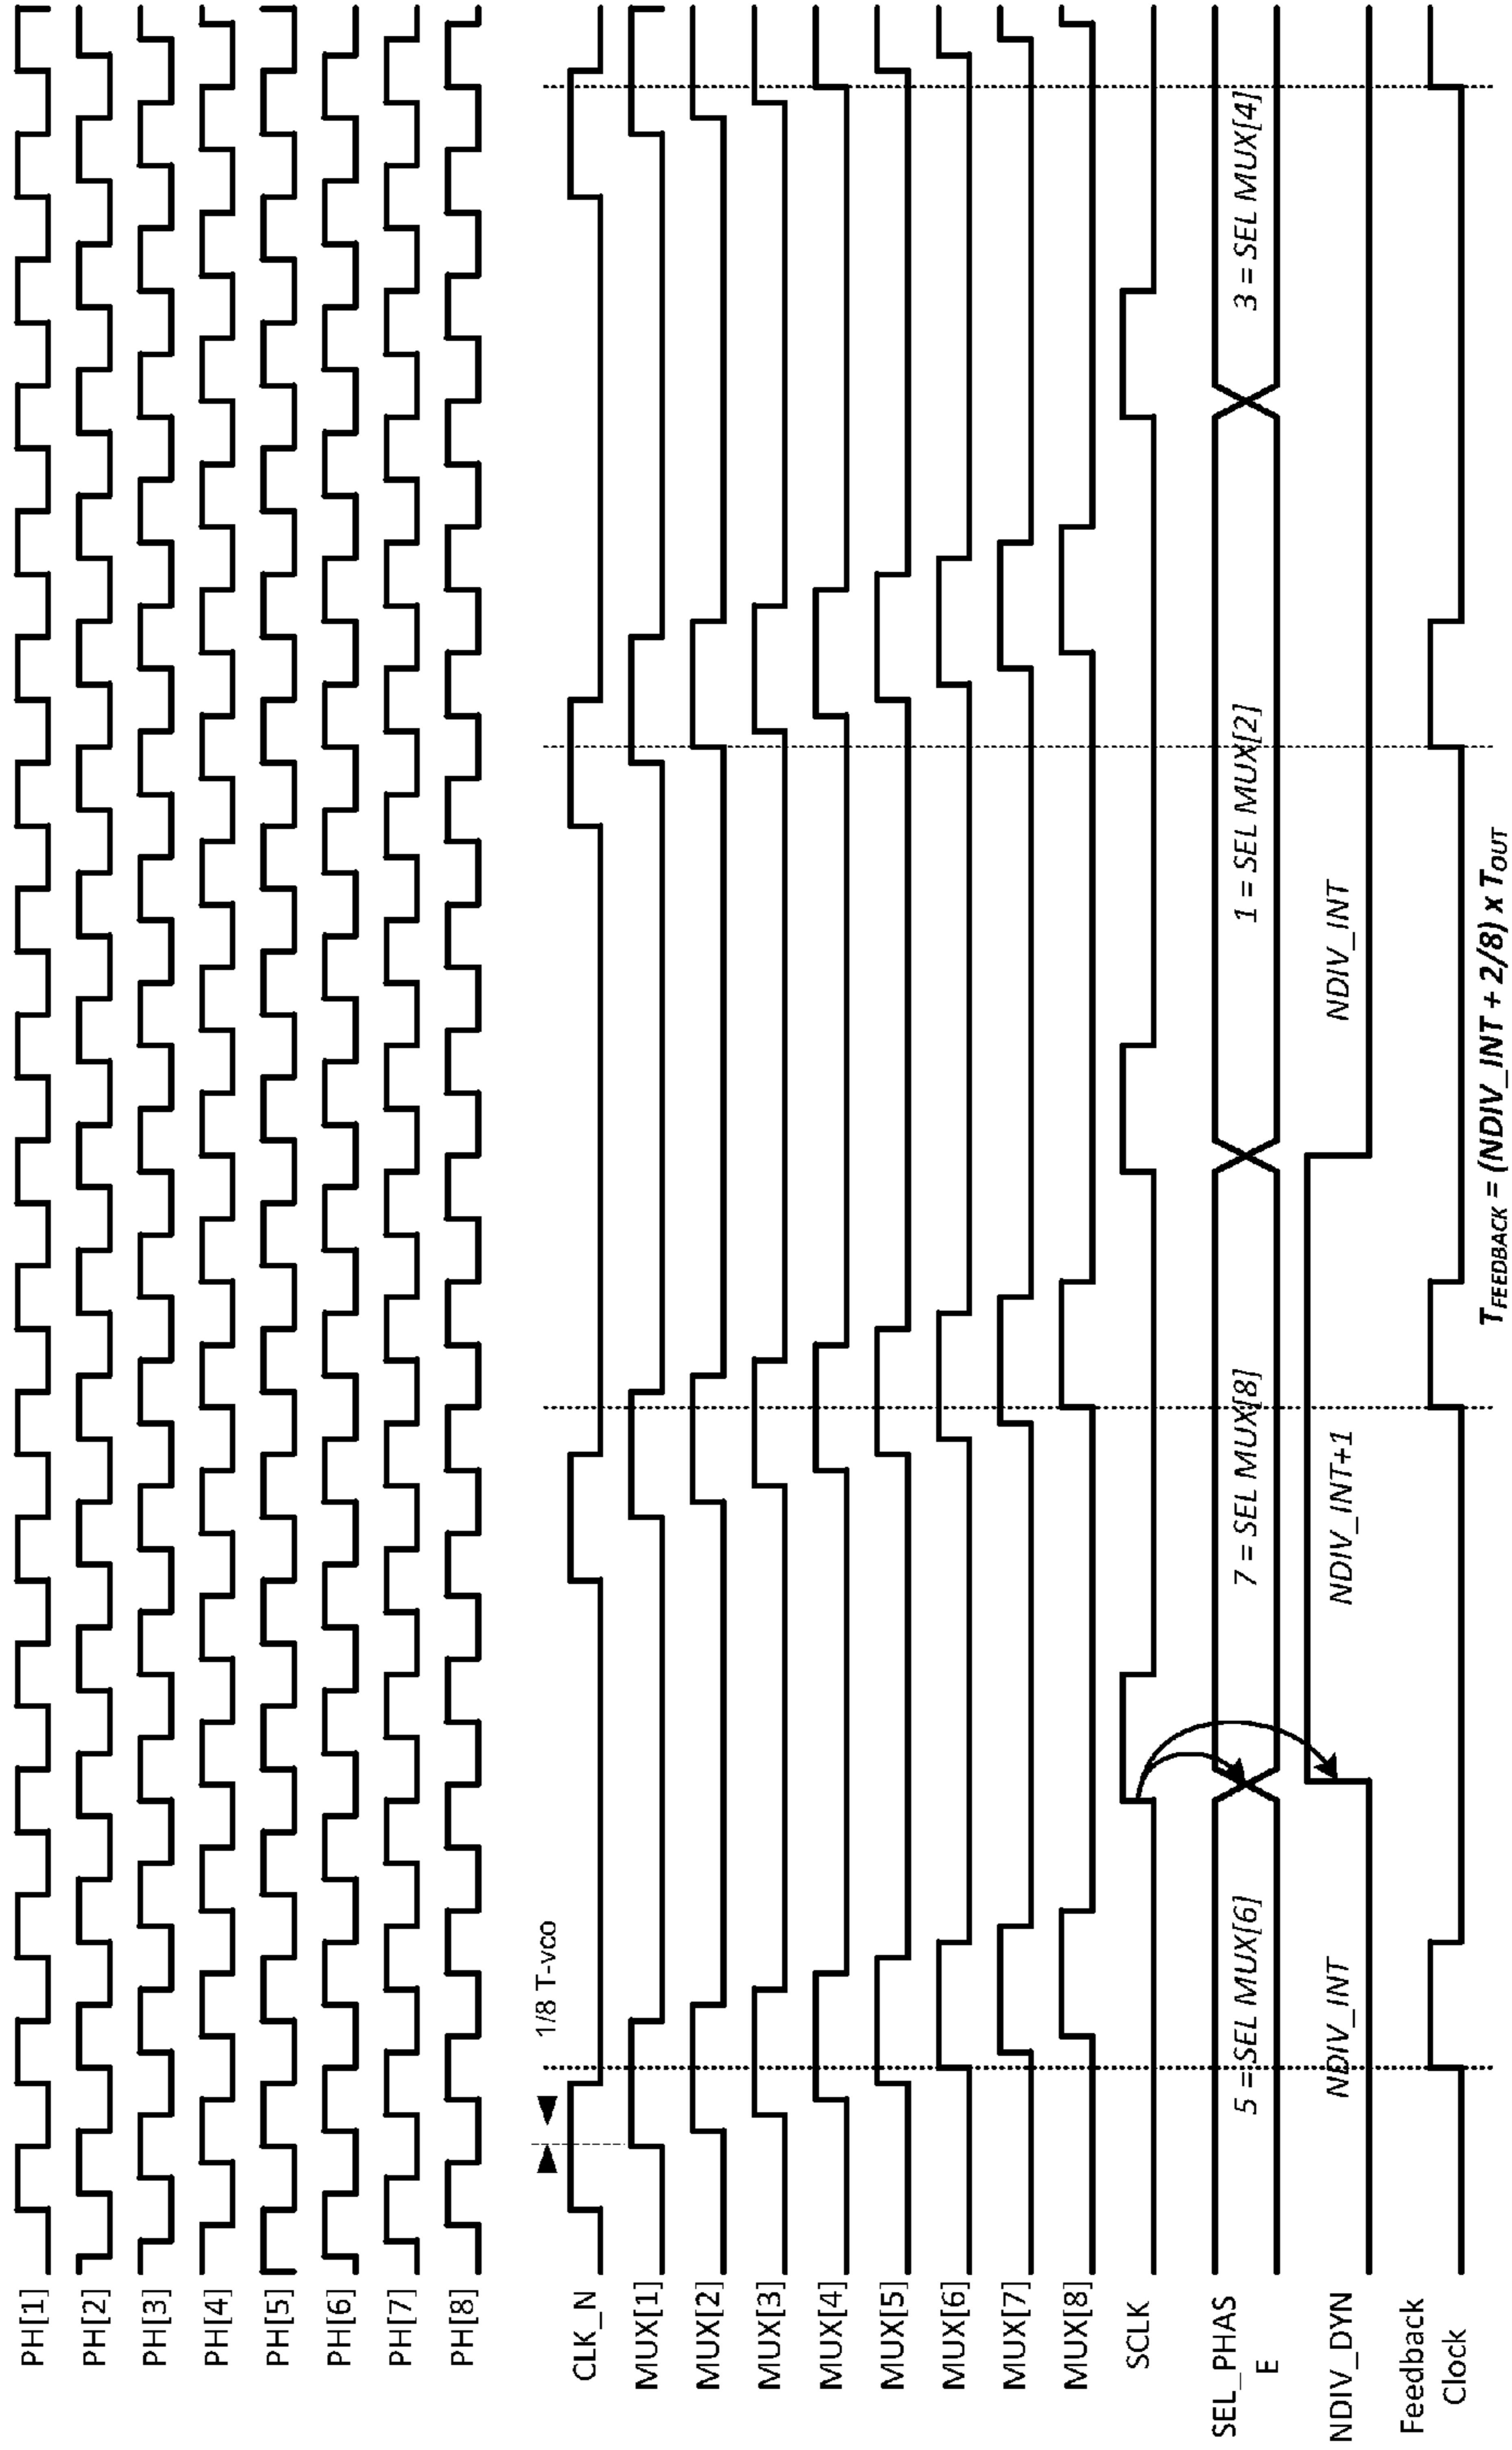 PH[1]
PH[2]
PH[3]
PH[4]
PH[5]
PH[6]
PH[7]
PH[8]
1/8 T-vco
CLK_N
MUX[1]
MUX[2]
MUX[3]
MUX[4]
MUX[5]
MUX[6]
MUX[7]
MUX[8]
SCLK
SEL_PHAS
E
5 = SEL MUX[6]
7 = SEL MUX[8]
1 = SEL MUX[2]
3 = SEL MUX[4]
NDIV_DYN
NDIV_INT
NDIV_INT+1
NDIV_INT
Feedback
Clock
TFEEDBACK = (NDIV_INT + 2/8) x TOUT